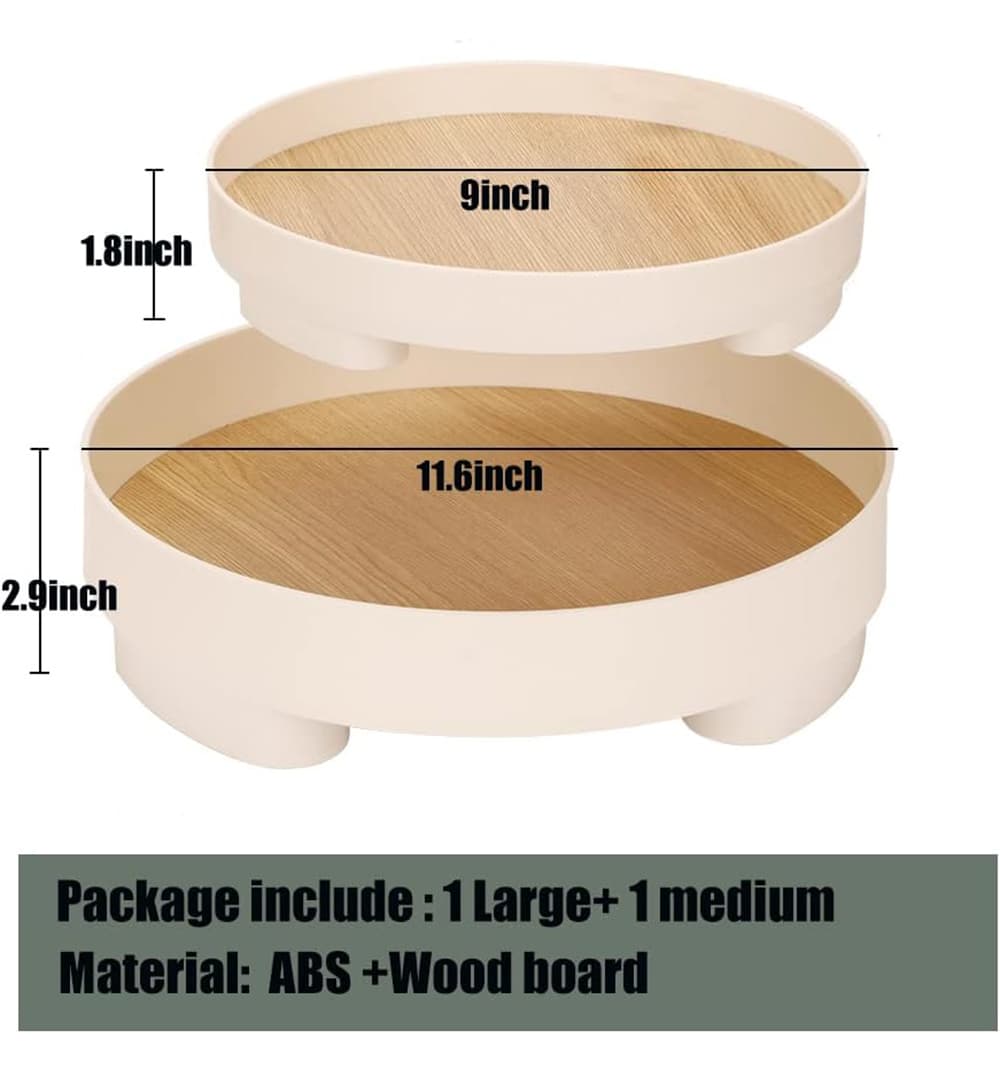 9inch
1.8inch
11.6inch
2.9inch
Package include : 1 Large+ 1 medium
Material: ABS +Wood board